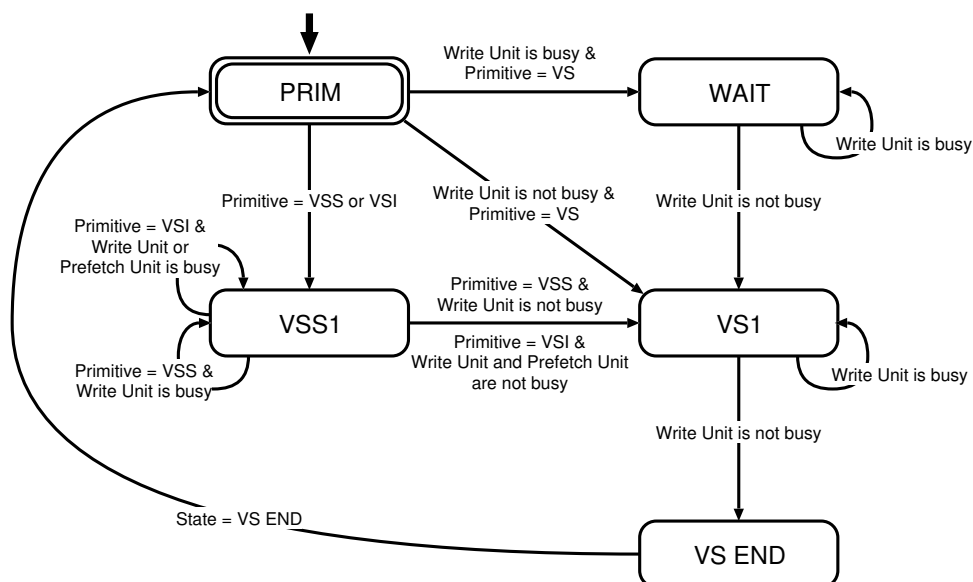 Write Unit is busy &
Primitive = VS
PRIM
WAIT
Write Unit is busy
Primitive = VSS or VSI
Write Unit is not busy &
Primitive = VS
Write Unit is not busy
Primitive = VSI &
Write Unit or
Prefetch Unit is busy
Primitive = VSS &
Write Unit is not busy
VSS1
VS1
Primitive = VSI &
Write Unit and Prefetch Unit
are not busy
Primitive = VSS &
Write Unit is busy
Write Unit is busy
Write Unit is not busy
State = VS END
VS END